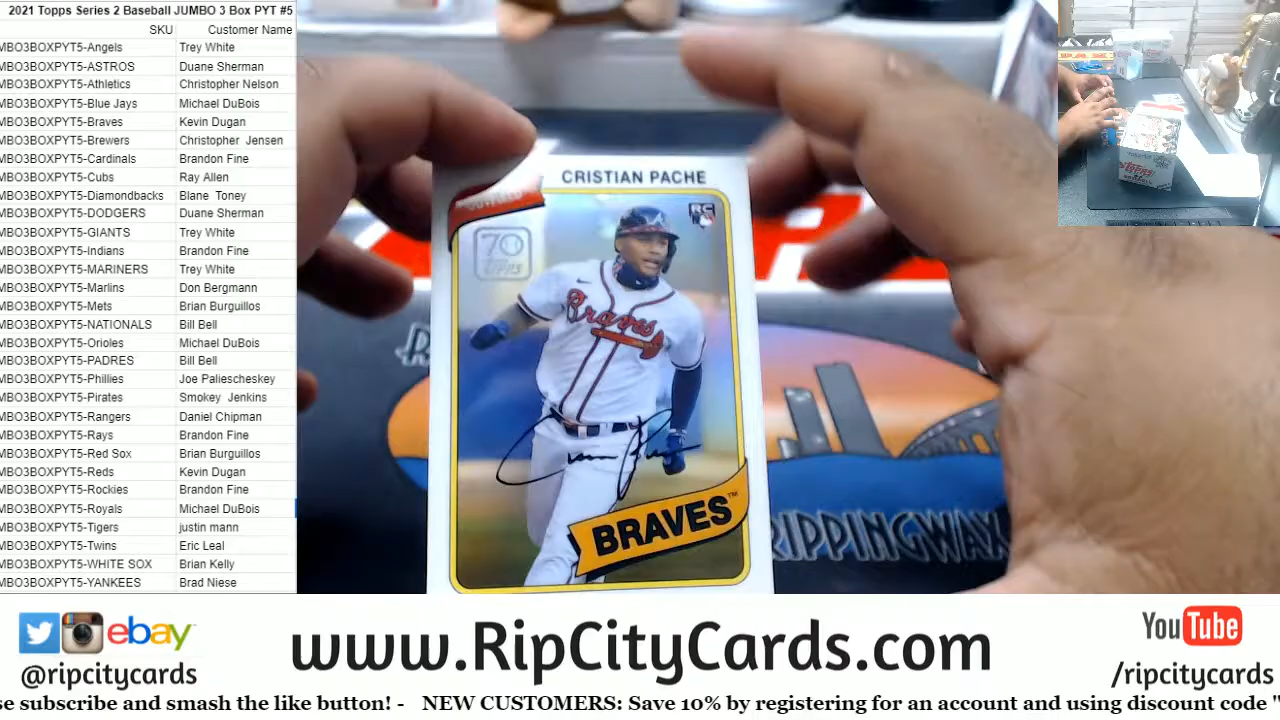 2021 Topps Series 2 Baseball JUMBO 3 Box PYT #5
SKU Customer Name
MBO3BOXPYT5-Angels Trey White
MBO3BOXPYT5-ASTROS Duane Sherman
MBO3BOXPYT5-Athletics Christopher Nelson
MBO3BOXPYT5-Blue Jays Michael DuBois
MBO3BOXPYT5-Braves Kevin Dugan
MBO3BOXPYT5-Brewers Christopher Jensen
MBO3BOXPYT5-Cardinals Brandon Fine
MBO3BOXPYT5-Cubs Ray Allen
MBO3BOXPYT5-Diamondbacks Blane Toney
MBO3BOXPYT5-DODGERS Duane Sherman
MBO3BOXPYT5-GIANTS Trey White
MBO3BOXPYT5-Indians Brandon Fine
MBO3BOXPYT5-MARINERS Trey White
MBO3BOXPYT5-Marlins Don Bergmann
MBO3BOXPYT5-Mets Brian Burguillos
MBO3BOXPYT5-NATIONALS Bill Bell
MBO3BOXPYT5-Orioles Michael DuBois
MBO3BOXPYT5-PADRES Bill Bell
MBO3BOXPYT5-Phillies Joe Paliescheskey
MBO3BOXPYT5-Pirates Smokey Jenkins
MBO3BOXPYT5-Rangers Daniel Chipman
MBO3BOXPYT5-Rays Brandon Fine
MBO3BOXPYT5-Red Sox Brian Burguillos
MBO3BOXPYT5-Reds Kevin Dugan
MBO3BOXPYT5-Rockies Brandon Fine
MBO3BOXPYT5-Royals Michael DuBois
MBO3BOXPYT5-Tigers justin mann
MBO3BOXPYT5-Twins Eric Leal
MBO3BOXPYT5-WHITE SOX Brian Kelly
MBO3BOXPYT5-YANKEES Brad Niese
CRISTIAN PACHE
RC
70
TOPPS
Braves
BRAVES™
RIPPINGWAX
TOPPS
ebay
@ripcitycards
www.RipCityCards.com
YouTube
/ripcitycards
se subscribe and smash the like button! - NEW CUSTOMERS: Save 10% by registering for an account and using discount code "